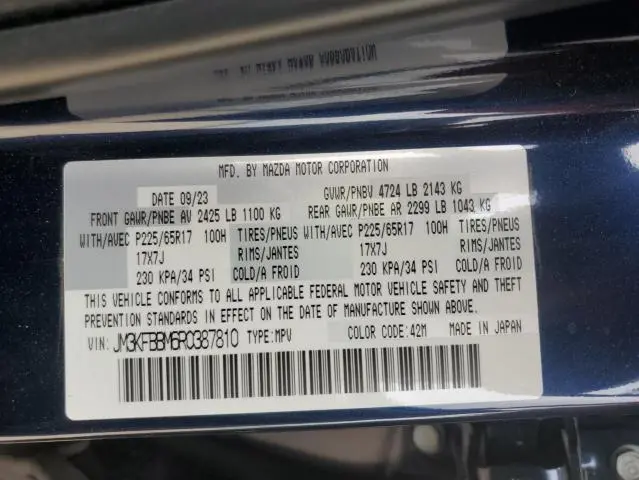 MFD. BY MAZDA MOTOR CORPORATION
DATE 09/23 GVWR/PNBV 4724 LB 2143 KG
FRONT GAWR/PNBE AV 2425 LB 1100 KG REAR GAWR/PNBE AR 2299 LB 1043 KG
WITH/AVEC P225/65R17 100H TIRES/PNEUS WITH/AVEC P225/65R17 100H TIRES/PNEUS
17X7J RIMS/JANTES 17X7J RIMS/JANTES
230 KPA/34 PSI COLD/A FROID 230 KPA/34 PSI COLD/A FROID
THIS VEHICLE CONFORMS TO ALL APPLICABLE FEDERAL MOTOR VEHICLE SAFETY AND THEFT
PREVENTION STANDARDS IN EFFECT ON THE DATE OF MANUFACTURE SHOWN ABOVE.
VIN: JM3KFBBM6R0387810 TYPE:MPV COLOR CODE:42M MADE IN JAPAN